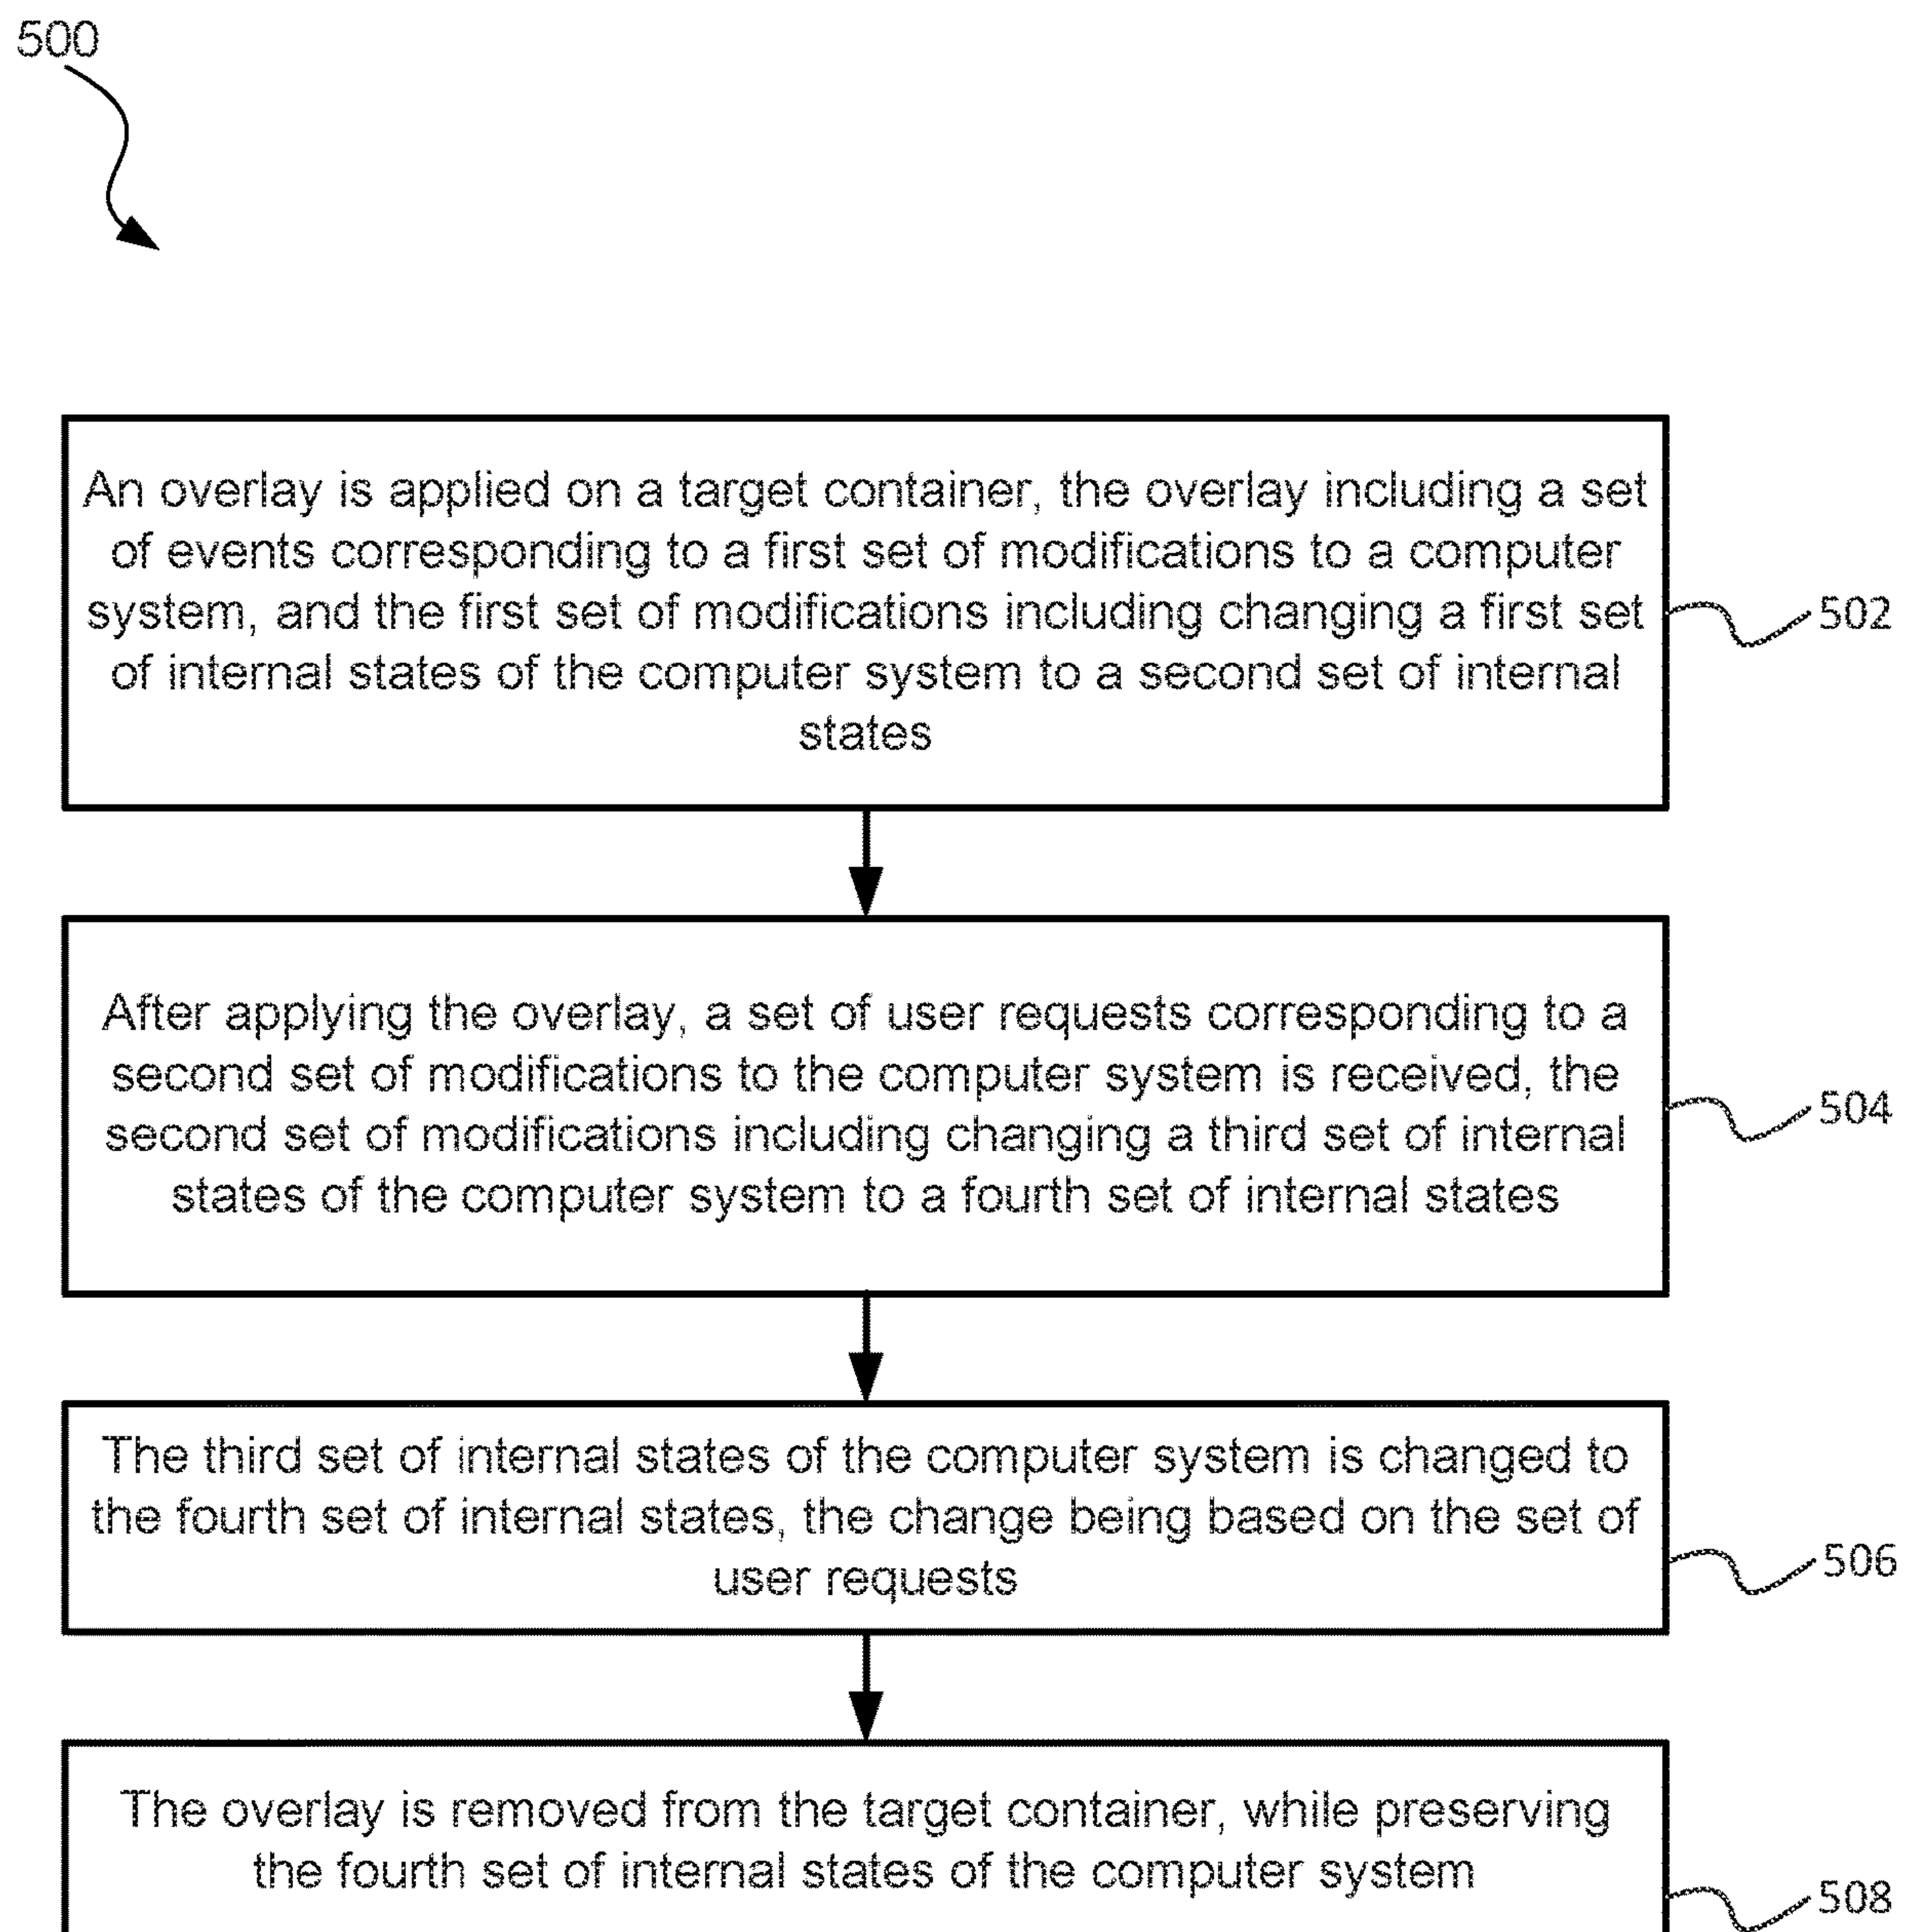 500
An overlay is applied on a target container, the overlay including a set
of events corresponding to a first set of modifications to a computer
system, and the first set of modifications including changing a first set
of internal states of the computer system to a second set of internal
states
502
After applying the overlay, a set of user requests corresponding to a
second set of modifications to the computer system is received, the
second set of modifications including changing a third set of internal
states of the computer system to a fourth set of internal states
504
The third set of internal states of the computer system is changed to
the fourth set of internal states, the change being based on the set of
user requests
506
The overlay is removed from the target container, while preserving
the fourth set of internal states of the computer system
508